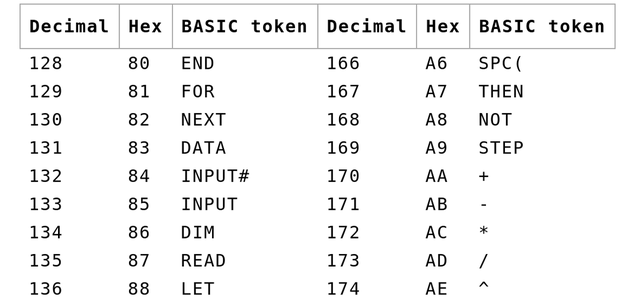 Decimal Hex BASIC token Decimal Hex BASIC token
128 80 END 166 A6 SPC(
129 81 FOR 167 A7 THEN
130 82 NEXT 168 A8 NOT
131 83 DATA 169 A9 STEP
132 84 INPUT# 170 AA +
133 85 INPUT 171 AB -
134 86 DIM 172 AC *
135 87 READ 173 AD /
136 88 LET 174 AE ^